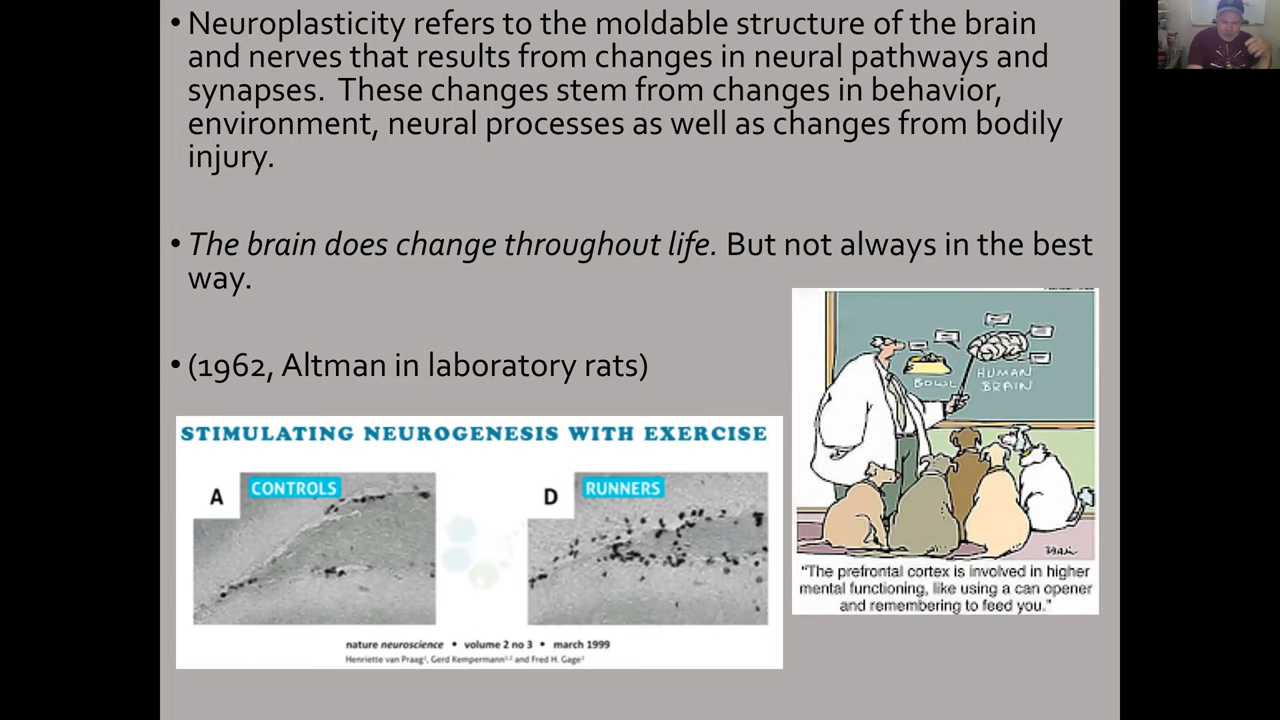 • Neuroplasticity refers to the moldable structure of the brain
and nerves that results from changes in neural pathways and
synapses.  These changes stem from changes in behavior,
environment, neural processes as well as changes from bodily
injury.
• The brain does change throughout life. But not always in the best
way.
• (1962, Altman in laboratory rats)
BOWL
HUMAN
BRAIN
"The prefrontal cortex is involved in higher
mental functioning, like using a can opener
and remembering to feed you."
STIMULATING NEUROGENESIS WITH EXERCISE
A
CONTROLS
D
RUNNERS
nature neuroscience • volume 2 no 3 • march 1999
Henriette van Praag¹, Gerd Kempermann¹,² and Fred H. Gage¹